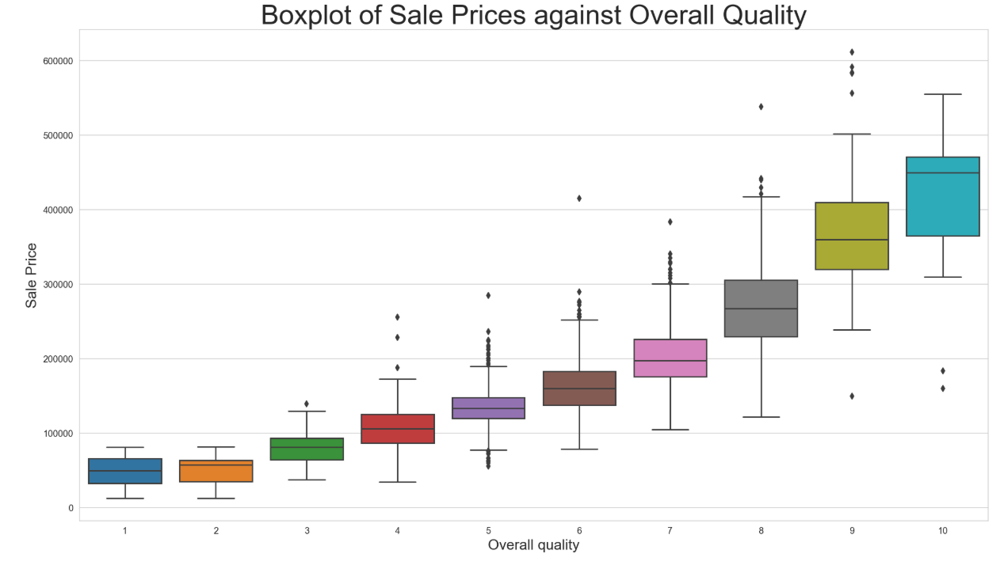 Boxplot of Sale Prices against Overall Quality
600000
500000
400000
300000
200000
100000
0
Sale Price
1 2 3 4 5 6 7 8 9 10
Overall quality